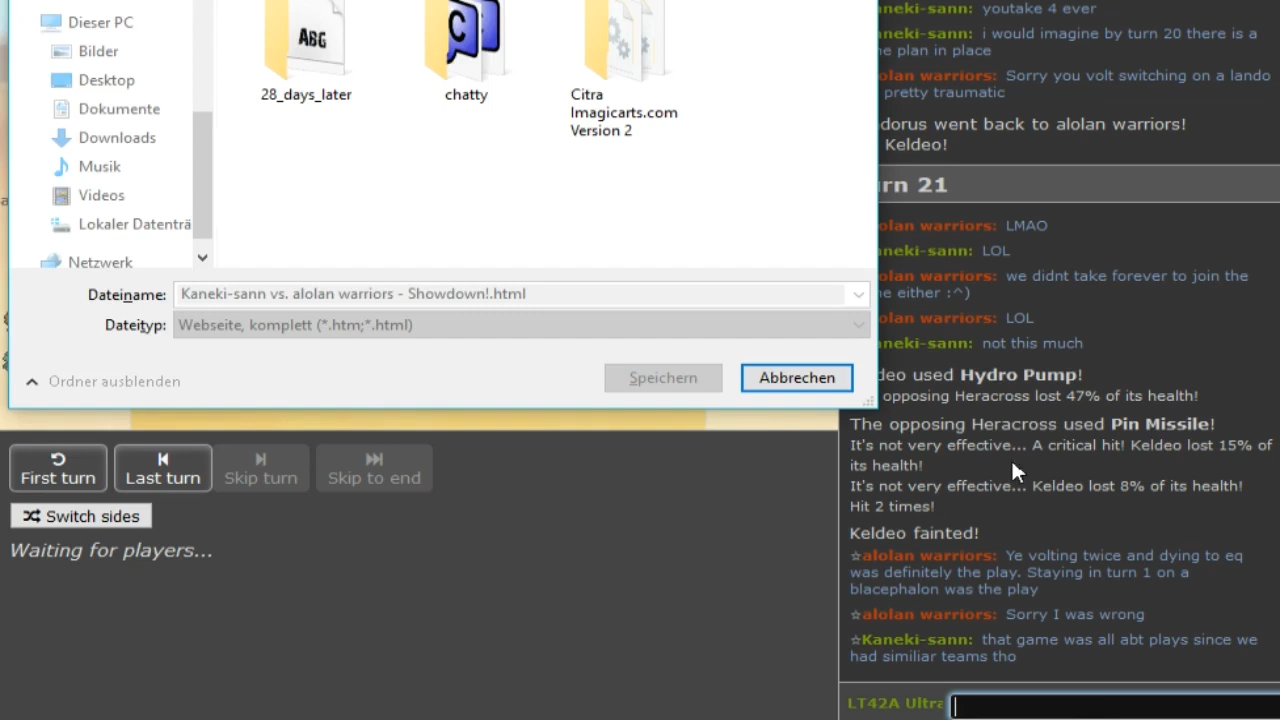 Dieser PC
Bilder
Desktop
Dokumente
Downloads
Musik
Videos
Lokaler Datenträ
Netzwerk
ABG
28_days_later
C
chatty
Citra
Imagicarts.com
Version 2
Dateiname: Kaneki-sann vs. alolan warriors - Showdown!.html
Dateityp: Webseite, komplett (*.htm;*.html)
Ordner ausblenden
Speichern
Abbrechen
First turn
Last turn
Skip turn
Skip to end
Switch sides
Waiting for players...
neki-sann: youtake 4 ever
neki-sann: i would imagine by turn 20 there is a
e plan in place
olan warriors: Sorry you volt switching on a lando
pretty traumatic
dorus went back to alolan warriors!
Keldeo!
rn 21
olan warriors: LMAO
neki-sann: LOL
olan warriors: we didnt take forever to join the
e either :^)
olan warriors: LOL
neki-sann: not this much
deo used Hydro Pump!
opposing Heracross lost 47% of its health!
The opposing Heracross used Pin Missile!
It's not very effective... A critical hit! Keldeo lost 15% of
its health!
It's not very effective... Keldeo lost 8% of its health!
Hit 2 times!
Keldeo fainted!
☆alolan warriors: Ye volting twice and dying to eq
was definitely the play. Staying in turn 1 on a
blacephalon was the play
☆alolan warriors: Sorry I was wrong
☆Kaneki-sann: that game was all abt plays since we
had similiar teams tho
LT42A Ultra